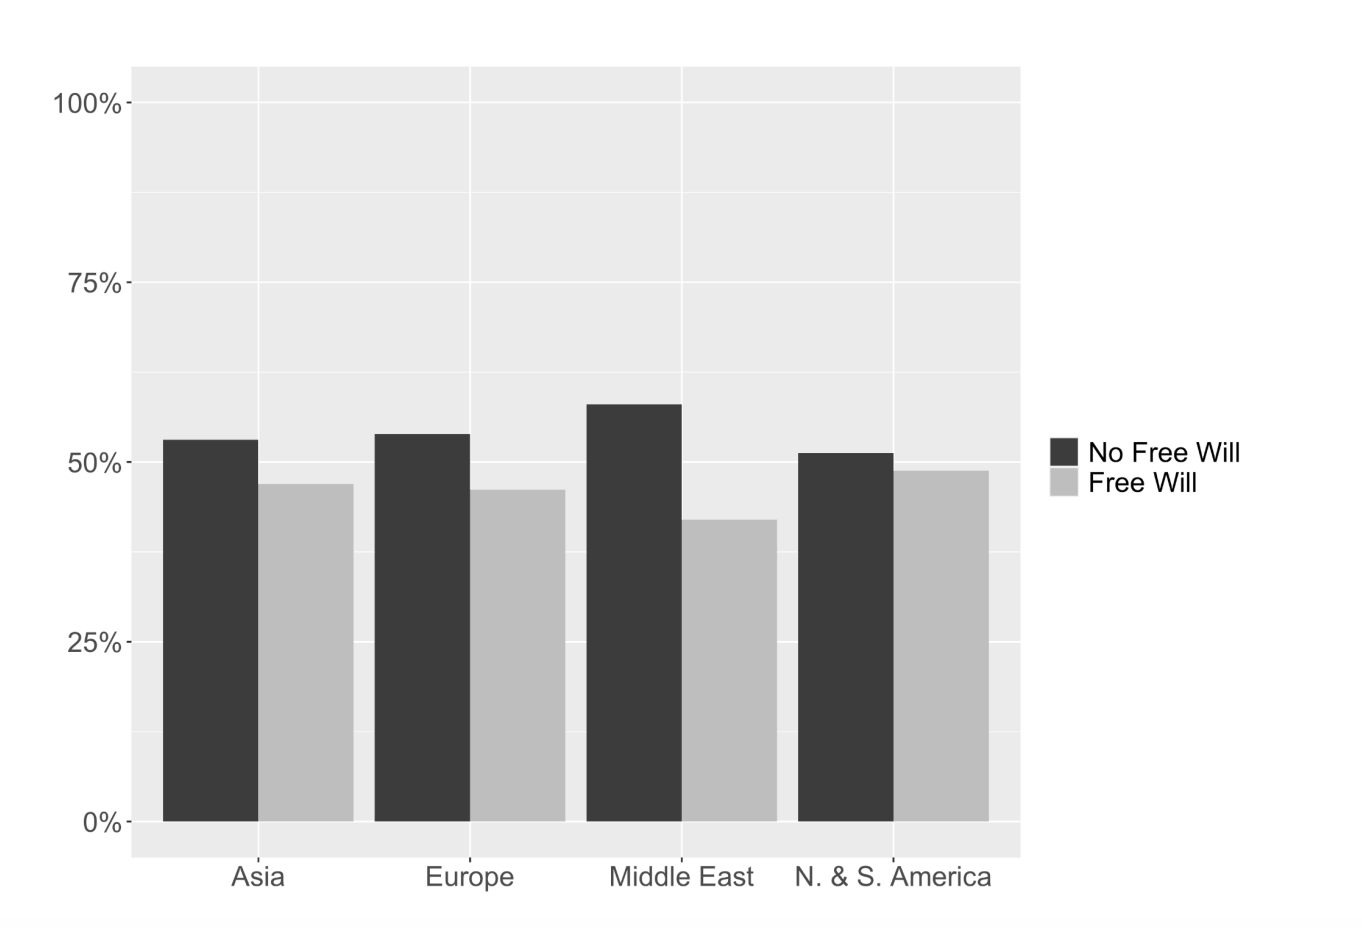 100%
75%
50%
25%
0%
Asia Europe Middle East N. & S. America
No Free Will
Free Will